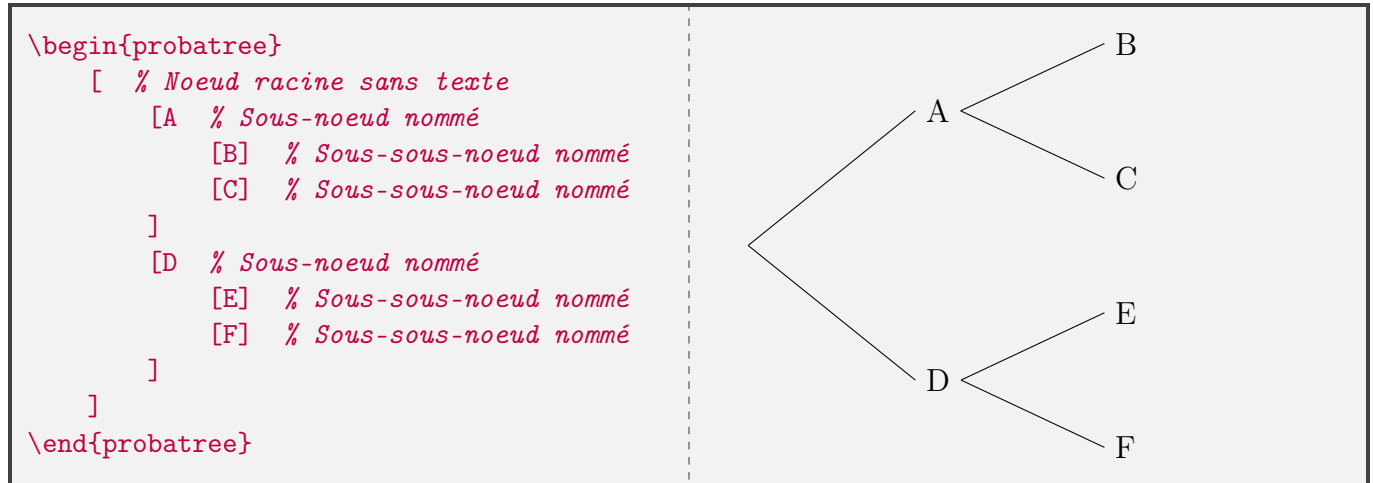 \begin{probatree}
    [  % Noeud racine sans texte
        [A  % Sous-noeud nommé
            [B]  % Sous-sous-noeud nommé
            [C]  % Sous-sous-noeud nommé
        ]
        [D  % Sous-noeud nommé
            [E]  % Sous-sous-noeud nommé
            [F]  % Sous-sous-noeud nommé
        ]
    ]
\end{probatree}
B
A
C
E
D
F